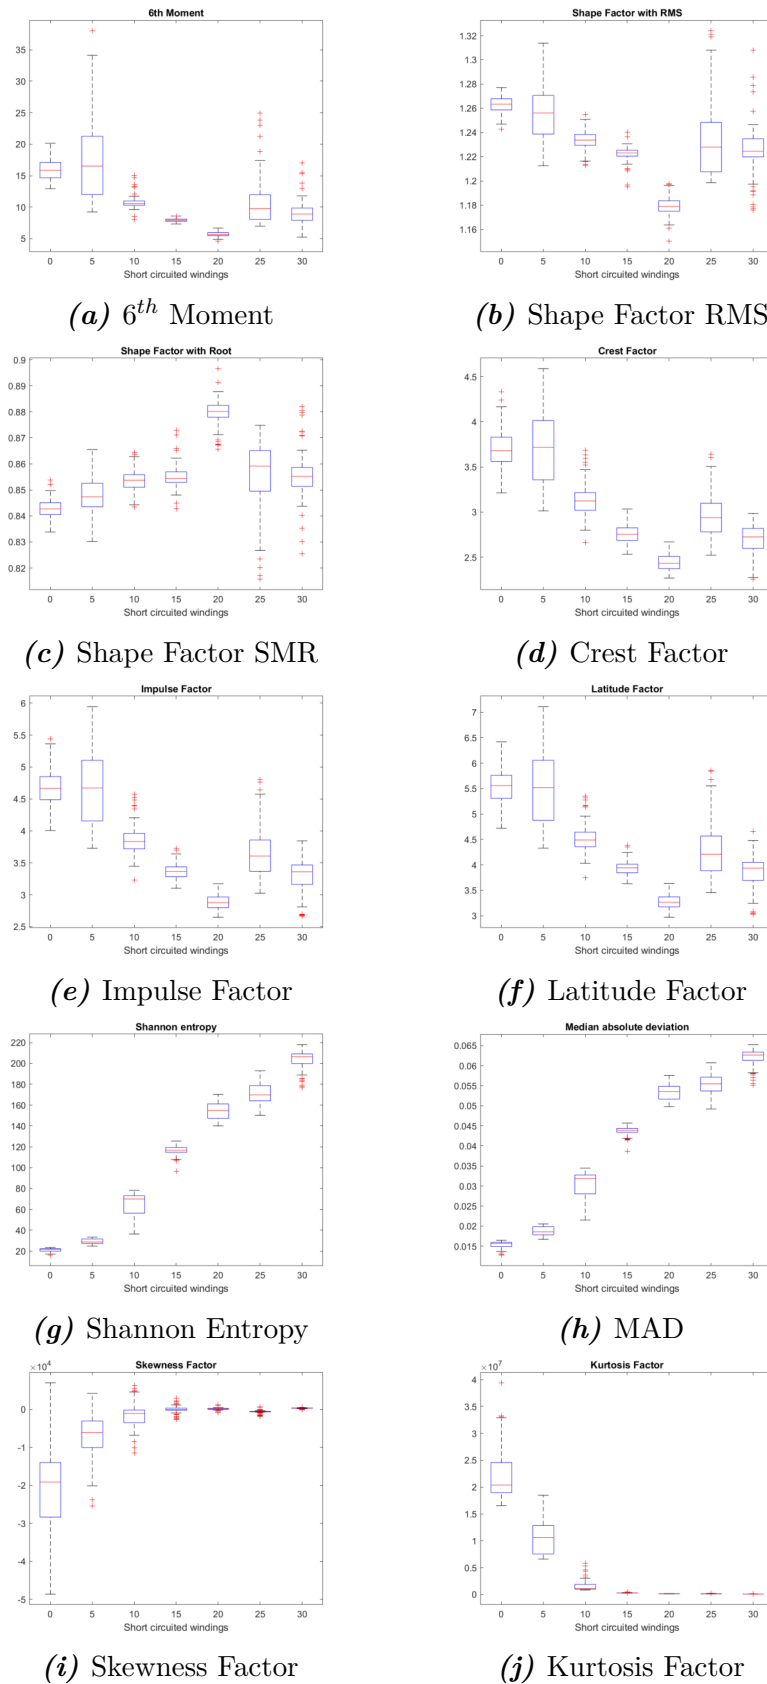 6th Moment
35
30
25
20
15
10
5
0 5 10 15 20 25 30
Short circuited windings
(a) 6th Moment
Shape Factor with RMS
1.32
1.3
1.28
1.26
1.24
1.22
1.2
1.18
1.16
0 5 10 15 20 25 30
Short circuited windings
(b) Shape Factor RMS
Shape Factor with Root
0.9
0.89
0.88
0.87
0.86
0.85
0.84
0.83
0.82
0 5 10 15 20 25 30
Short circuited windings
(c) Shape Factor SMR
Crest Factor
4.5
4
3.5
3
2.5
0 5 10 15 20 25 30
Short circuited windings
(d) Crest Factor
Impulse Factor
6
5.5
5
4.5
4
3.5
3
2.5
0 5 10 15 20 25 30
Short circuited windings
(e) Impulse Factor
Latitude Factor
7
6.5
6
5.5
5
4.5
4
3.5
3
0 5 10 15 20 25 30
Short circuited windings
(f) Latitude Factor
Shannon entropy
220
200
180
160
140
120
100
80
60
40
20
0 5 10 15 20 25 30
Short circuited windings
(g) Shannon Entropy
Median absolute deviation
0.065
0.06
0.055
0.05
0.045
0.04
0.035
0.03
0.025
0.02
0.015
0 5 10 15 20 25 30
Short circuited windings
(h) MAD
Skewness Factor
×10⁴
0
-1
-2
-3
-4
-5
0 5 10 15 20 25 30
Short circuited windings
(i) Skewness Factor
Kurtosis Factor
×10⁷
4
3.5
3
2.5
2
1.5
1
0.5
0
0 5 10 15 20 25 30
Short circuited windings
(j) Kurtosis Factor